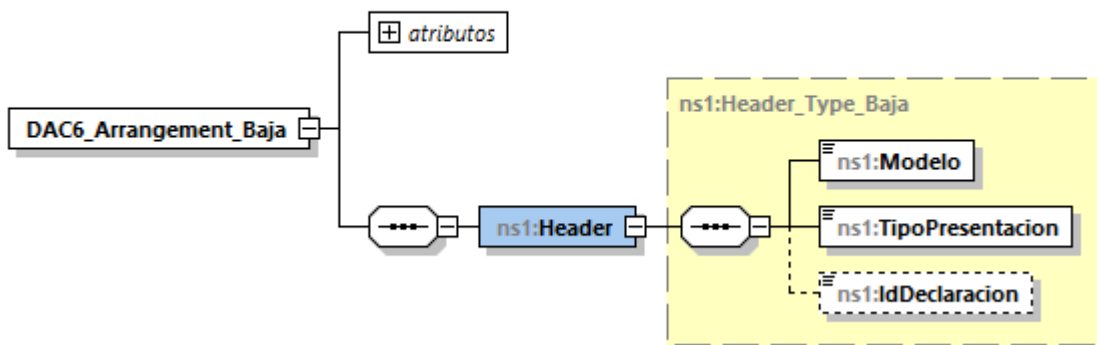 atributos
ns1:Header_Type_Baja
DAC6_Arrangement_Baja
ns1:Modelo
ns1:Header
ns1:TipoPresentacion
ns1:IdDeclaracion